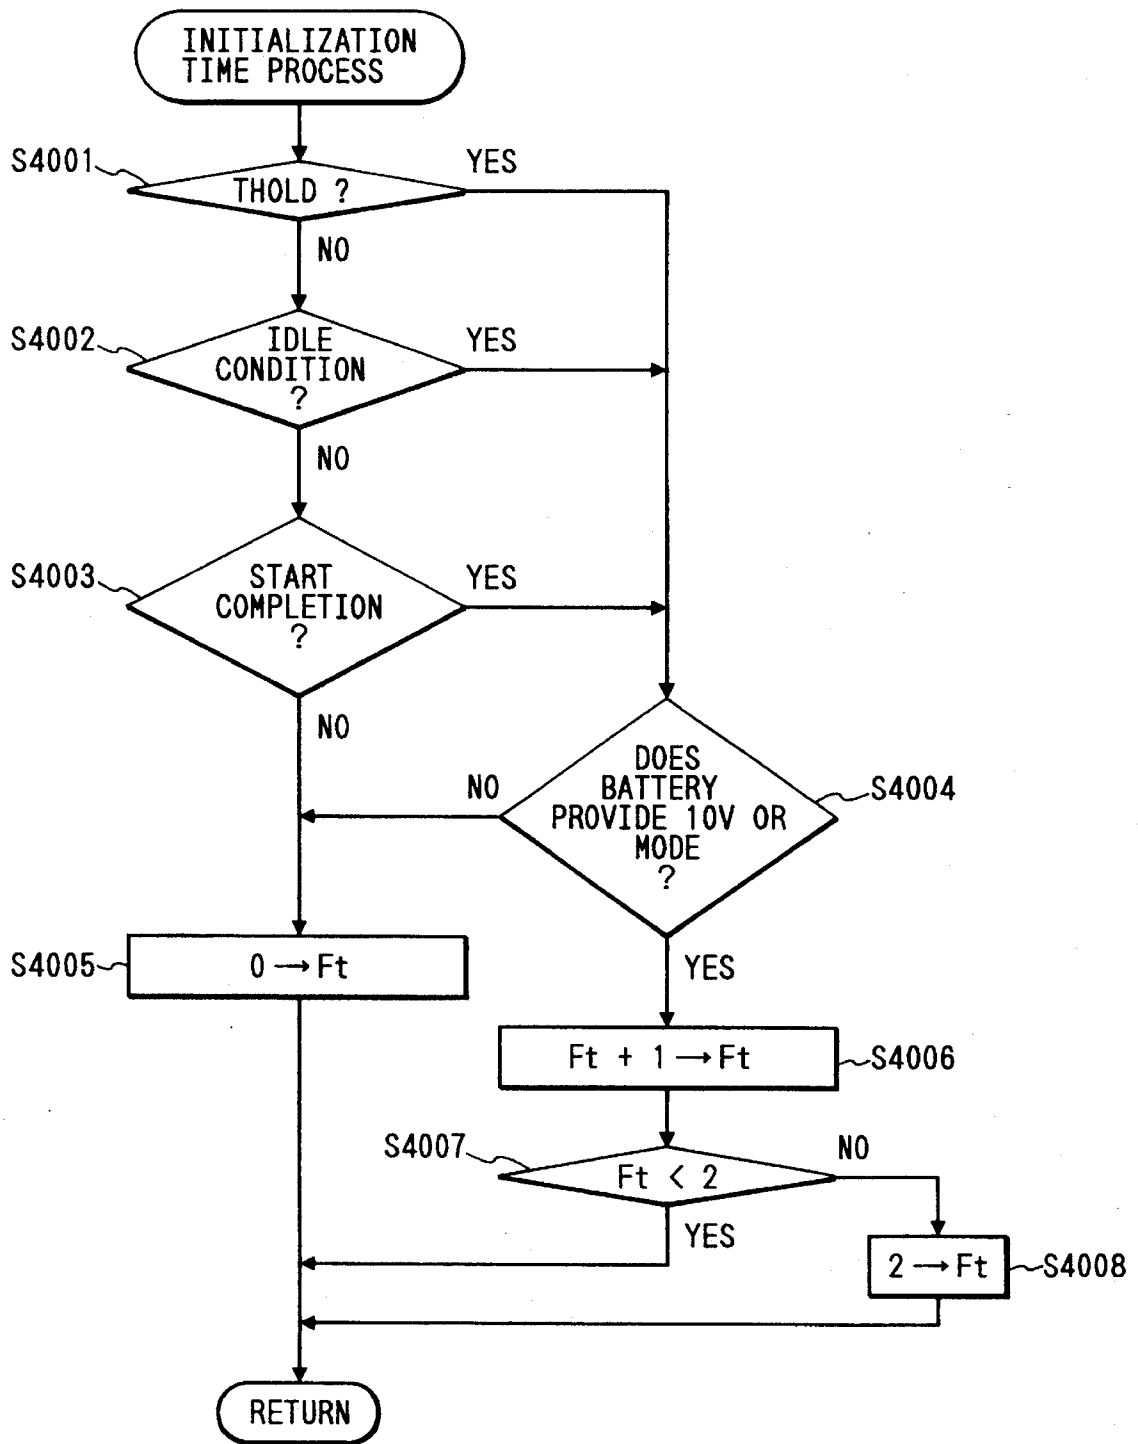 INITIALIZATION
TIME PROCESS
S4001
THOLD ?
YES
NO
S4002
IDLE
CONDITION
?
YES
NO
S4003
START
COMPLETION
?
YES
NO
DOES
BATTERY
PROVIDE 10V OR
MODE
?
NO
S4004
YES
S4005
0→Ft
Ft + 1→Ft
S4006
S4007
Ft < 2
NO
YES
2→Ft
S4008
RETURN